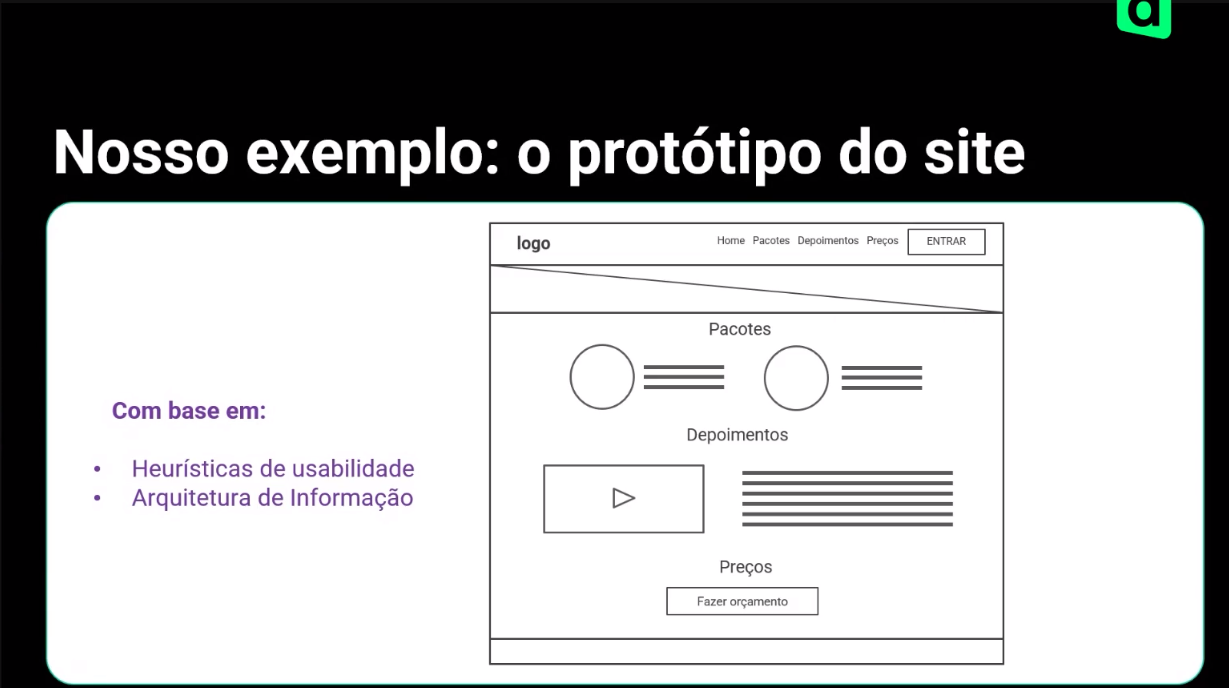 Nosso exemplo: o protótipo do site
Com base em:
• Heurísticas de usabilidade
• Arquitetura de Informação
logo
Home Pacotes Depoimentos Preços ENTRAR
Pacotes
Depoimentos
Preços
Fazer orçamento